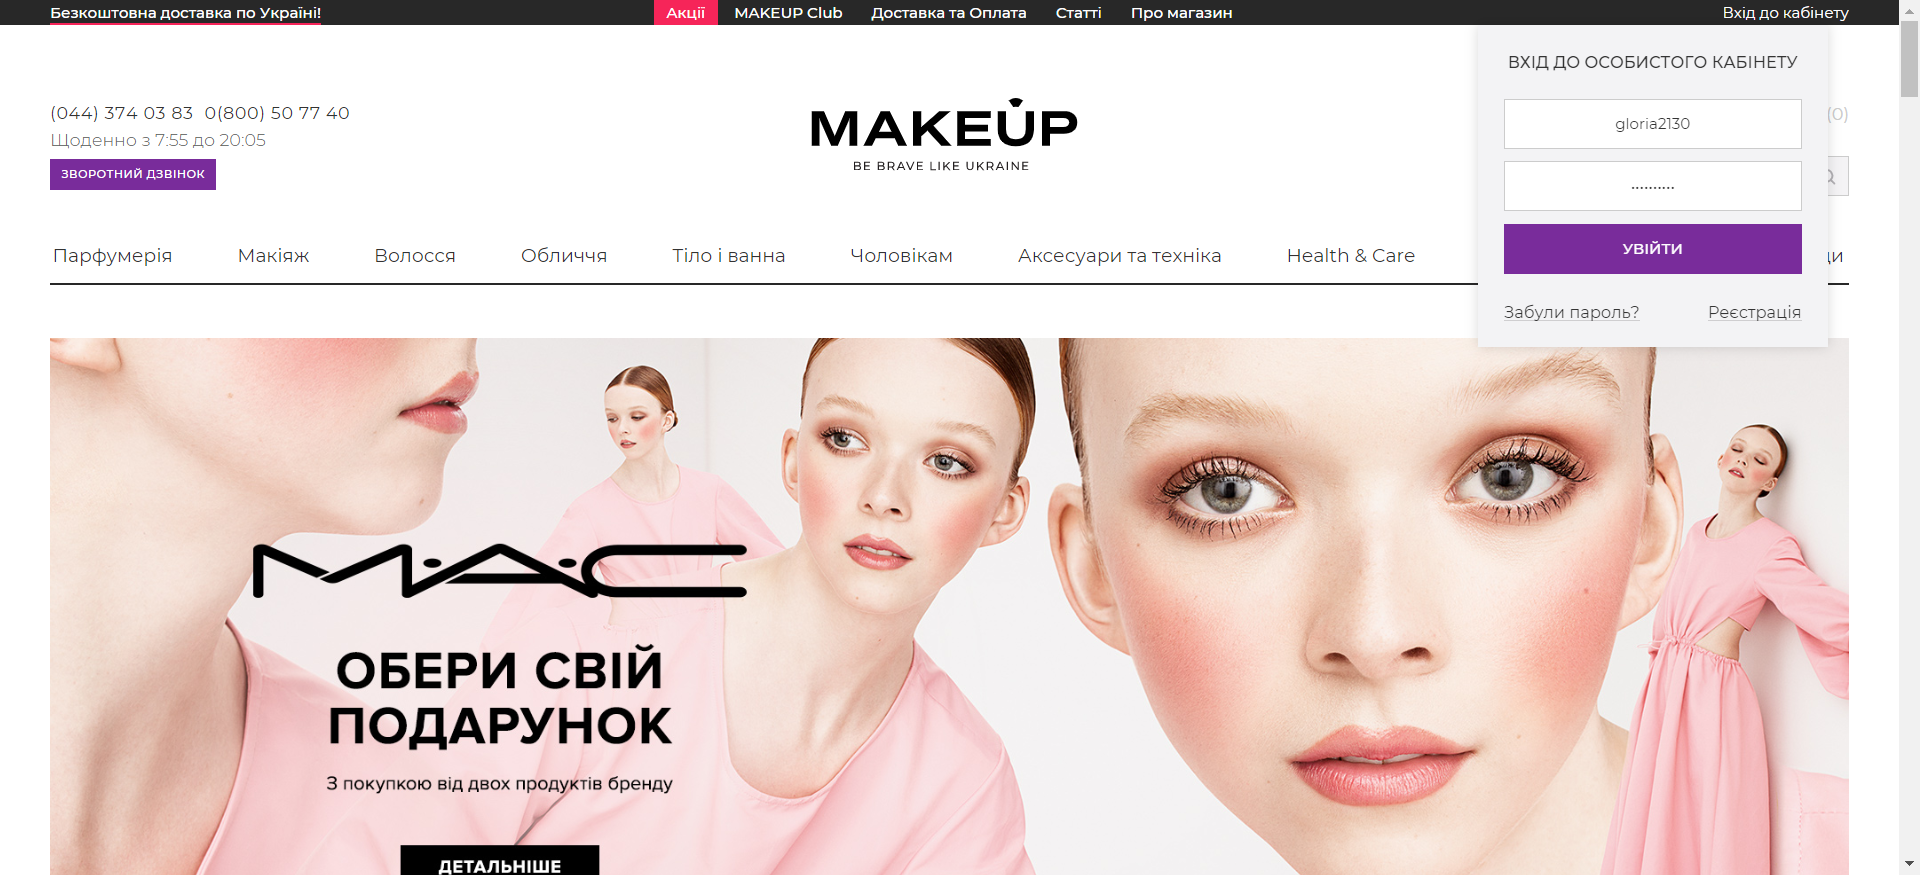 Безкоштовна доставка по Україні!
Акції
MAKEUP Club
Доставка та Оплата
Статті
Про магазин
Вхід до кабінету
ВХІД ДО ОСОБИСТОГО КАБІНЕТУ
gloria2130
··········
УВІЙТИ
Забули пароль?
Реєстрація
(044) 374 03 83 0(800) 50 77 40
Щоденно з 7:55 до 20:05
ЗВОРОТНИЙ ДЗВІНОК
MAKEUP
BE BRAVE LIKE UKRAINE
(0)
Парфумерія
Макіяж
Волосся
Обличчя
Тіло і ванна
Чоловікам
Аксесуари та техніка
Health & Care
M·A·C
ОБЕРИ СВІЙ
ПОДАРУНОК
З покупкою від двох продуктів бренду
ДЕТАЛЬНІШЕ